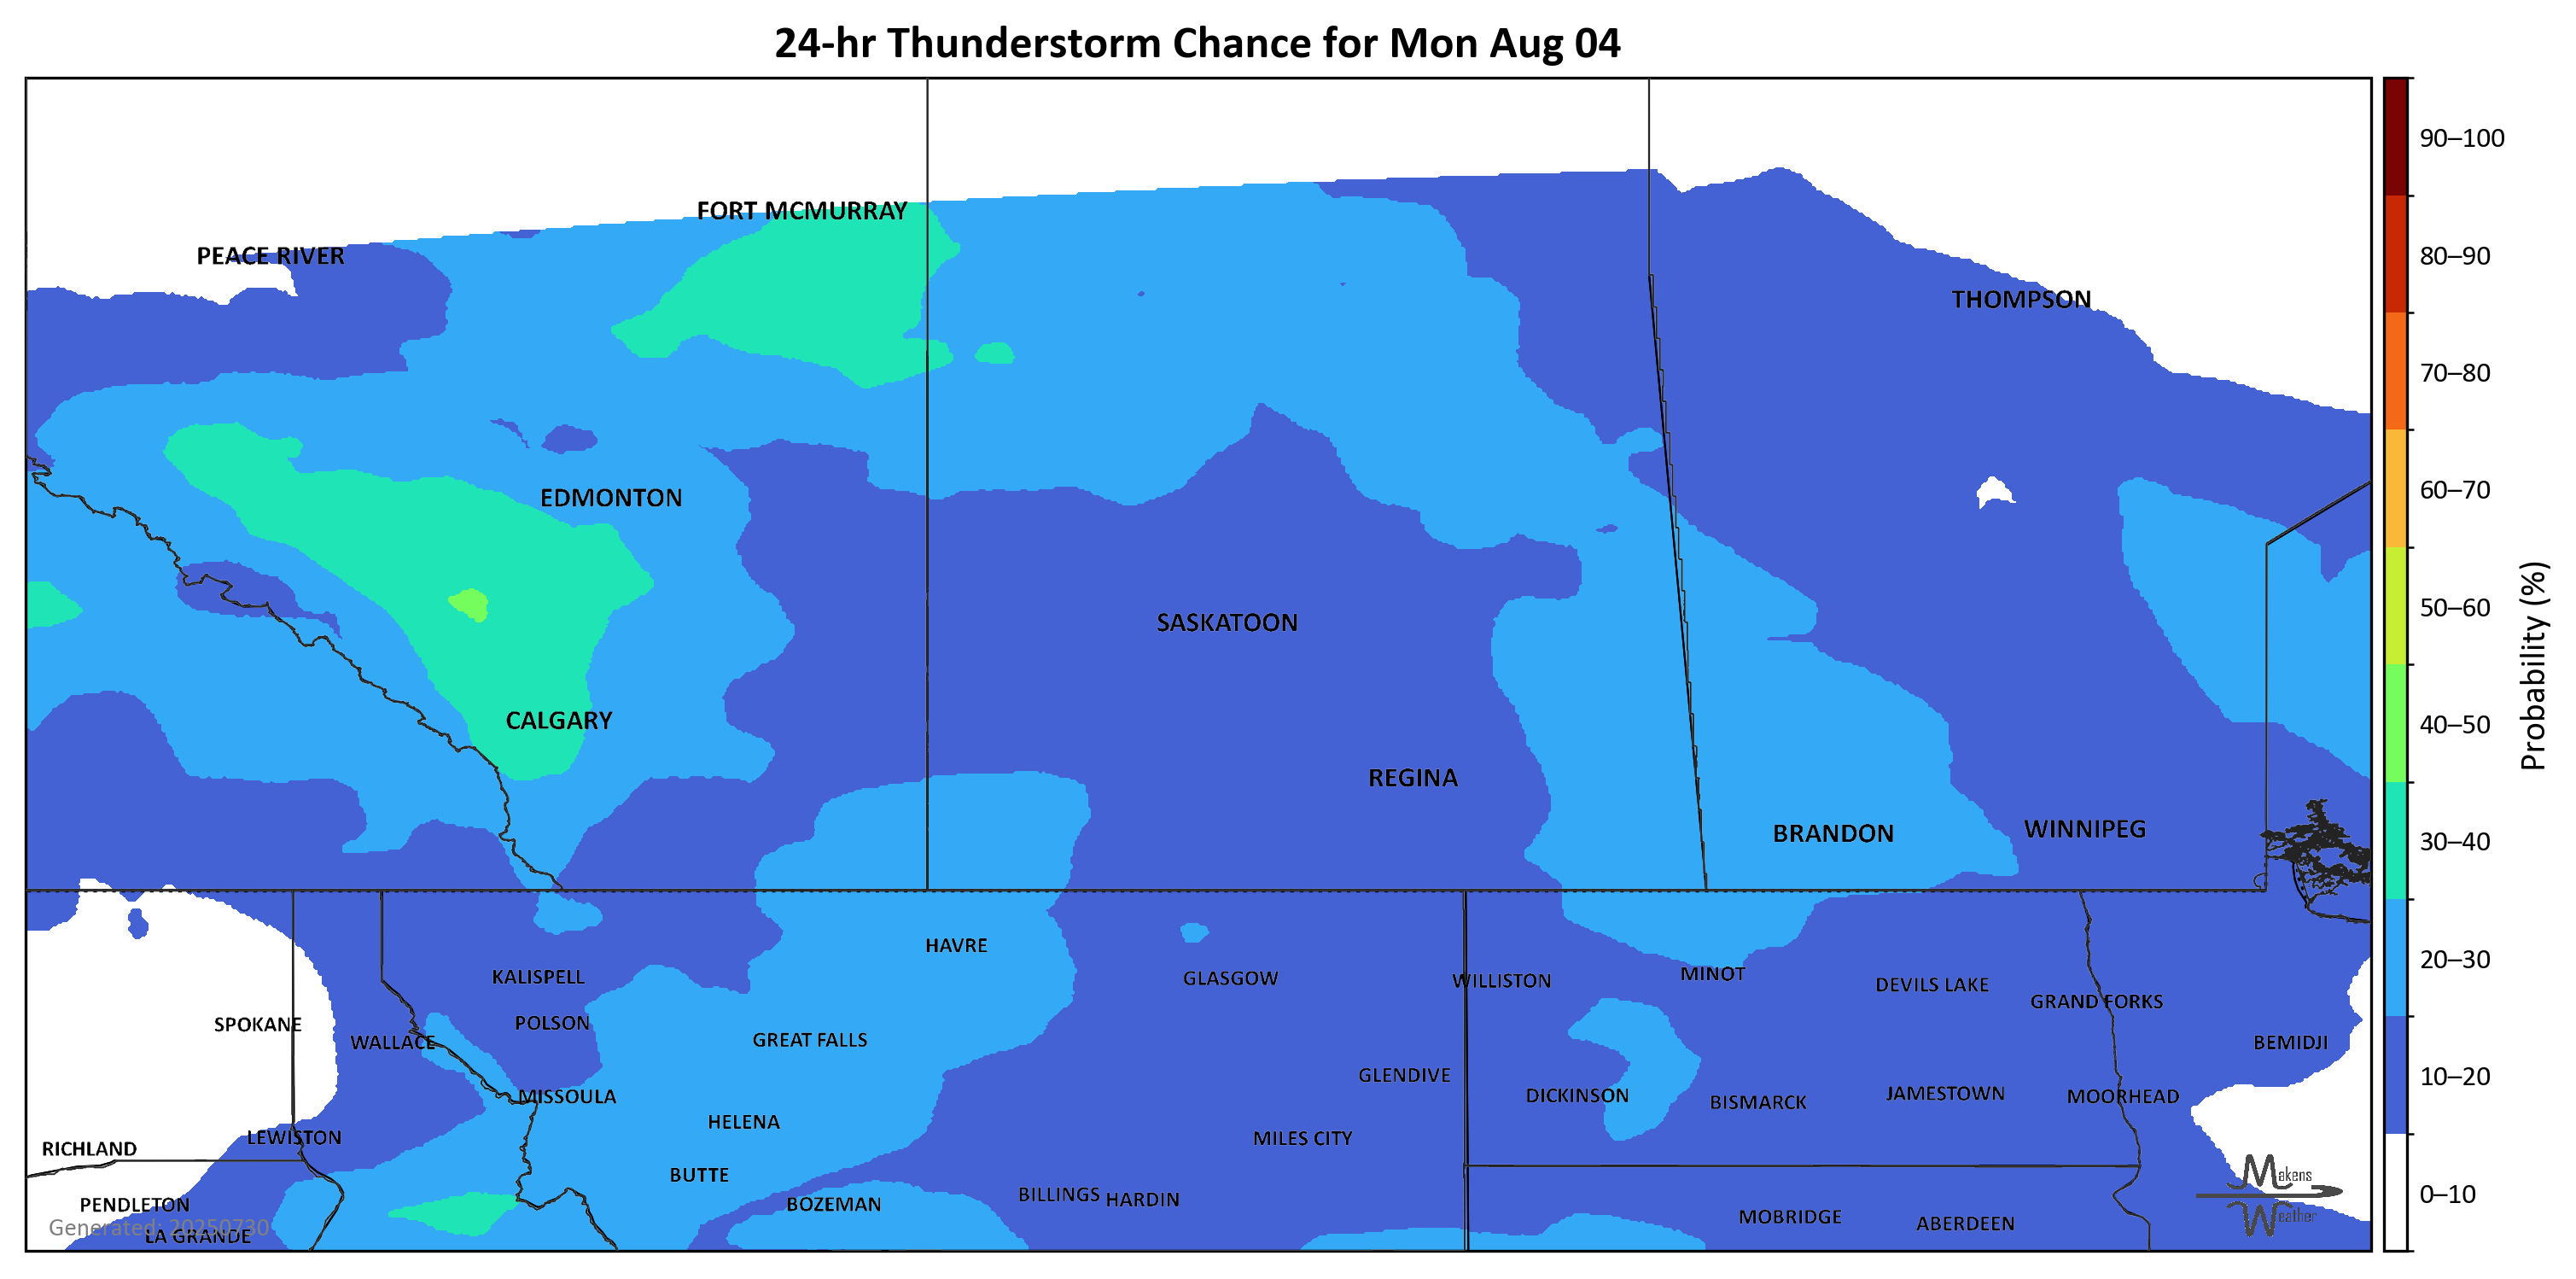 24-hr Thunderstorm Chance for Mon Aug 04
90–100
FORT MCMURRAY
PEACE RIVER
80–90
THOMPSON
70–80
60–70
EDMONTON
50–60
SASKATOON
Probability (%)
CALGARY
40–50
REGINA
WINNIPEG
BRANDON
30–40
HAVRE
20–30
KALISPELL
GLASGOW
WILLISTON
MINOT
DEVILS LAKE
GRAND FORKS
SPOKANE
POLSON
WALLACE
GREAT FALLS
BEMIDJI
GLENDIVE
10–20
MISSOULA
DICKINSON
BISMARCK
JAMESTOWN
MOORHEAD
HELENA
LEWISTON
MILES CITY
RICHLAND
BUTTE
Makens
Weather
BILLINGS
HARDIN
0–10
PENDLETON
BOZEMAN
MOBRIDGE
ABERDEEN
Generated: 20250730
LA GRANDE